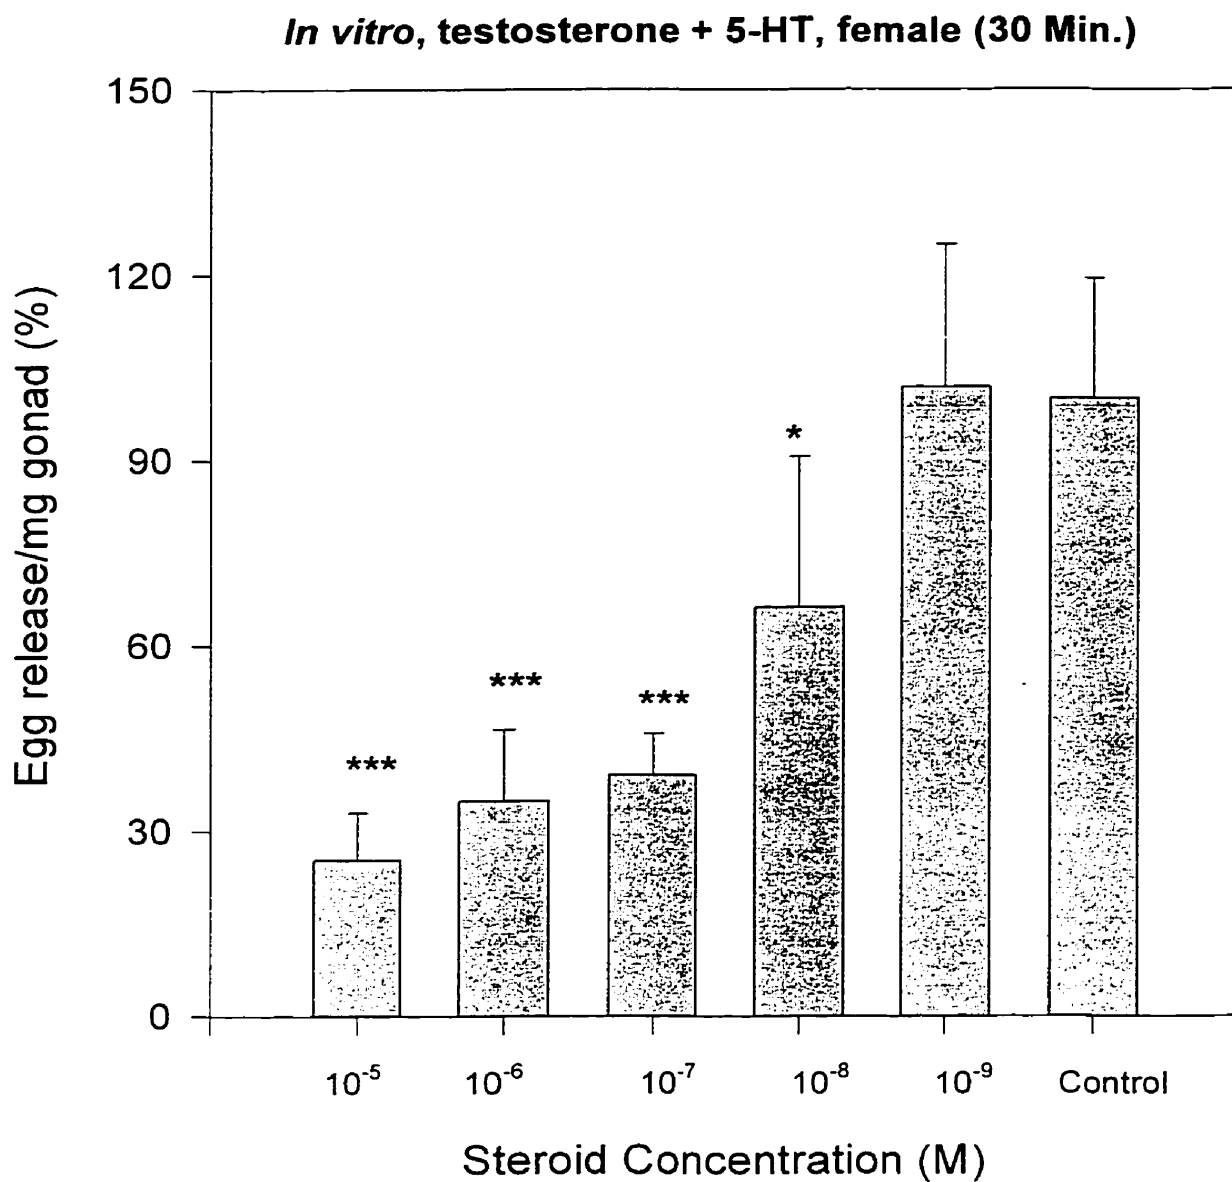 In vitro, testosterone + 5-HT, female (30 Min.)
150
120
90
60
30
0
Egg release/mg gonad (%)
***
***
***
*
10⁻⁵ 10⁻⁶ 10⁻⁷ 10⁻⁸ 10⁻⁹ Control
Steroid Concentration (M)